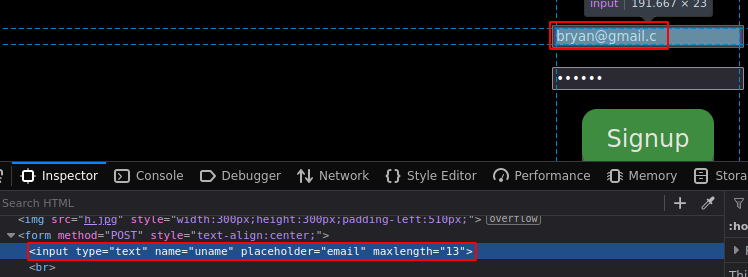 input | 191.667 × 23
bryan@gmail.c
••••••
Signup
Inspector Console Debugger Network Style Editor Performance Memory Stora
Search HTML
<img src="h.jpg" style="width:300px;height:300px;padding-left:510px;"> overflow
<form method="POST" style="text-align:center;">
<input type="text" name="uname" placeholder="email" maxlength="13">
<br>
:ho